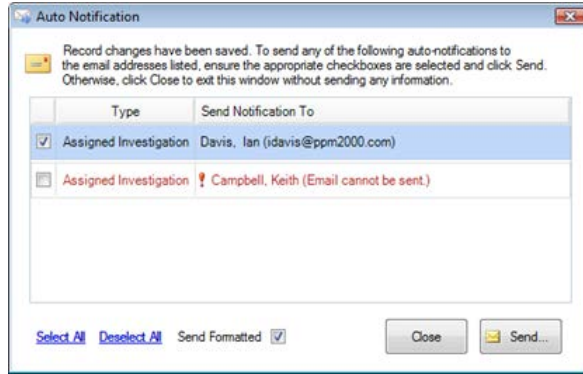 Auto Notification
Record changes have been saved. To send any of the following auto-notifications to
the email addresses listed, ensure the appropriate checkboxes are selected and click Send.
Otherwise, click Close to exit this window without sending any information.
Type Send Notification To
Assigned Investigation Davis, Ian (idavis@ppm2000.com)
Assigned Investigation Campbell, Keith (Email cannot be sent.)
Select All Deselect All Send Formatted Close Send...